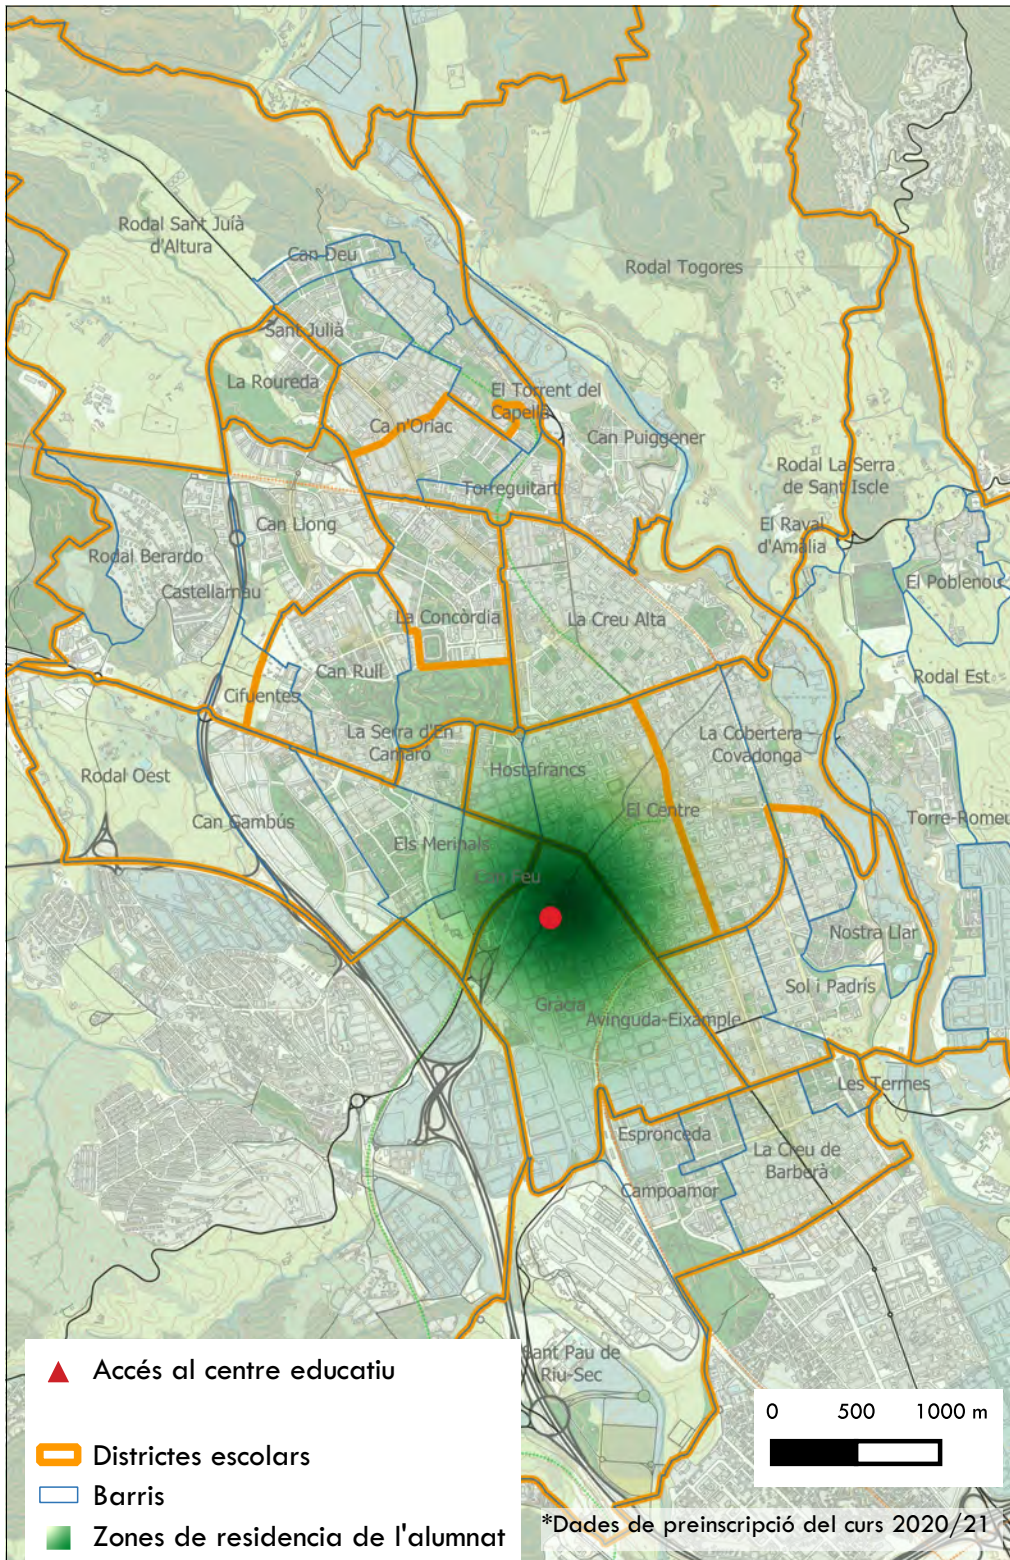 Rodal Sant Juíà
d'Altura
Can Deu
Rodal Togores
Sant Julià
La Roureda
El Torrent del
Capellà
Ca n'Oriac
Can Puiggener
Rodal La Serra
de Sant Iscle
Torreguitart
Can Llong
El Raval
d'Amàlia
Rodal Berardo
El Poblenou
Castellarnau
La Concòrdia
La Creu Alta
Can Rull
Rodal Est
Cifuentes
La Serra d'En
Camaró
La Cobertera
Covadonga
Rodal Oest
Hostafrancs
El Centre
Can Gambús
Torre-Romeu
Els Merinals
Can Feu
Nostra Llar
Sol i Padrís
Gràcia
Avinguda-Eixample
Les Termes
Espronceda
La Creu de
Barberà
Campoamor
Sant Pau de
Riu-Sec
Accés al centre educatiu
Districtes escolars
Barris
Zones de residencia de l'alumnat
0 500 1000 m
*Dades de preinscripció del curs 2020/21